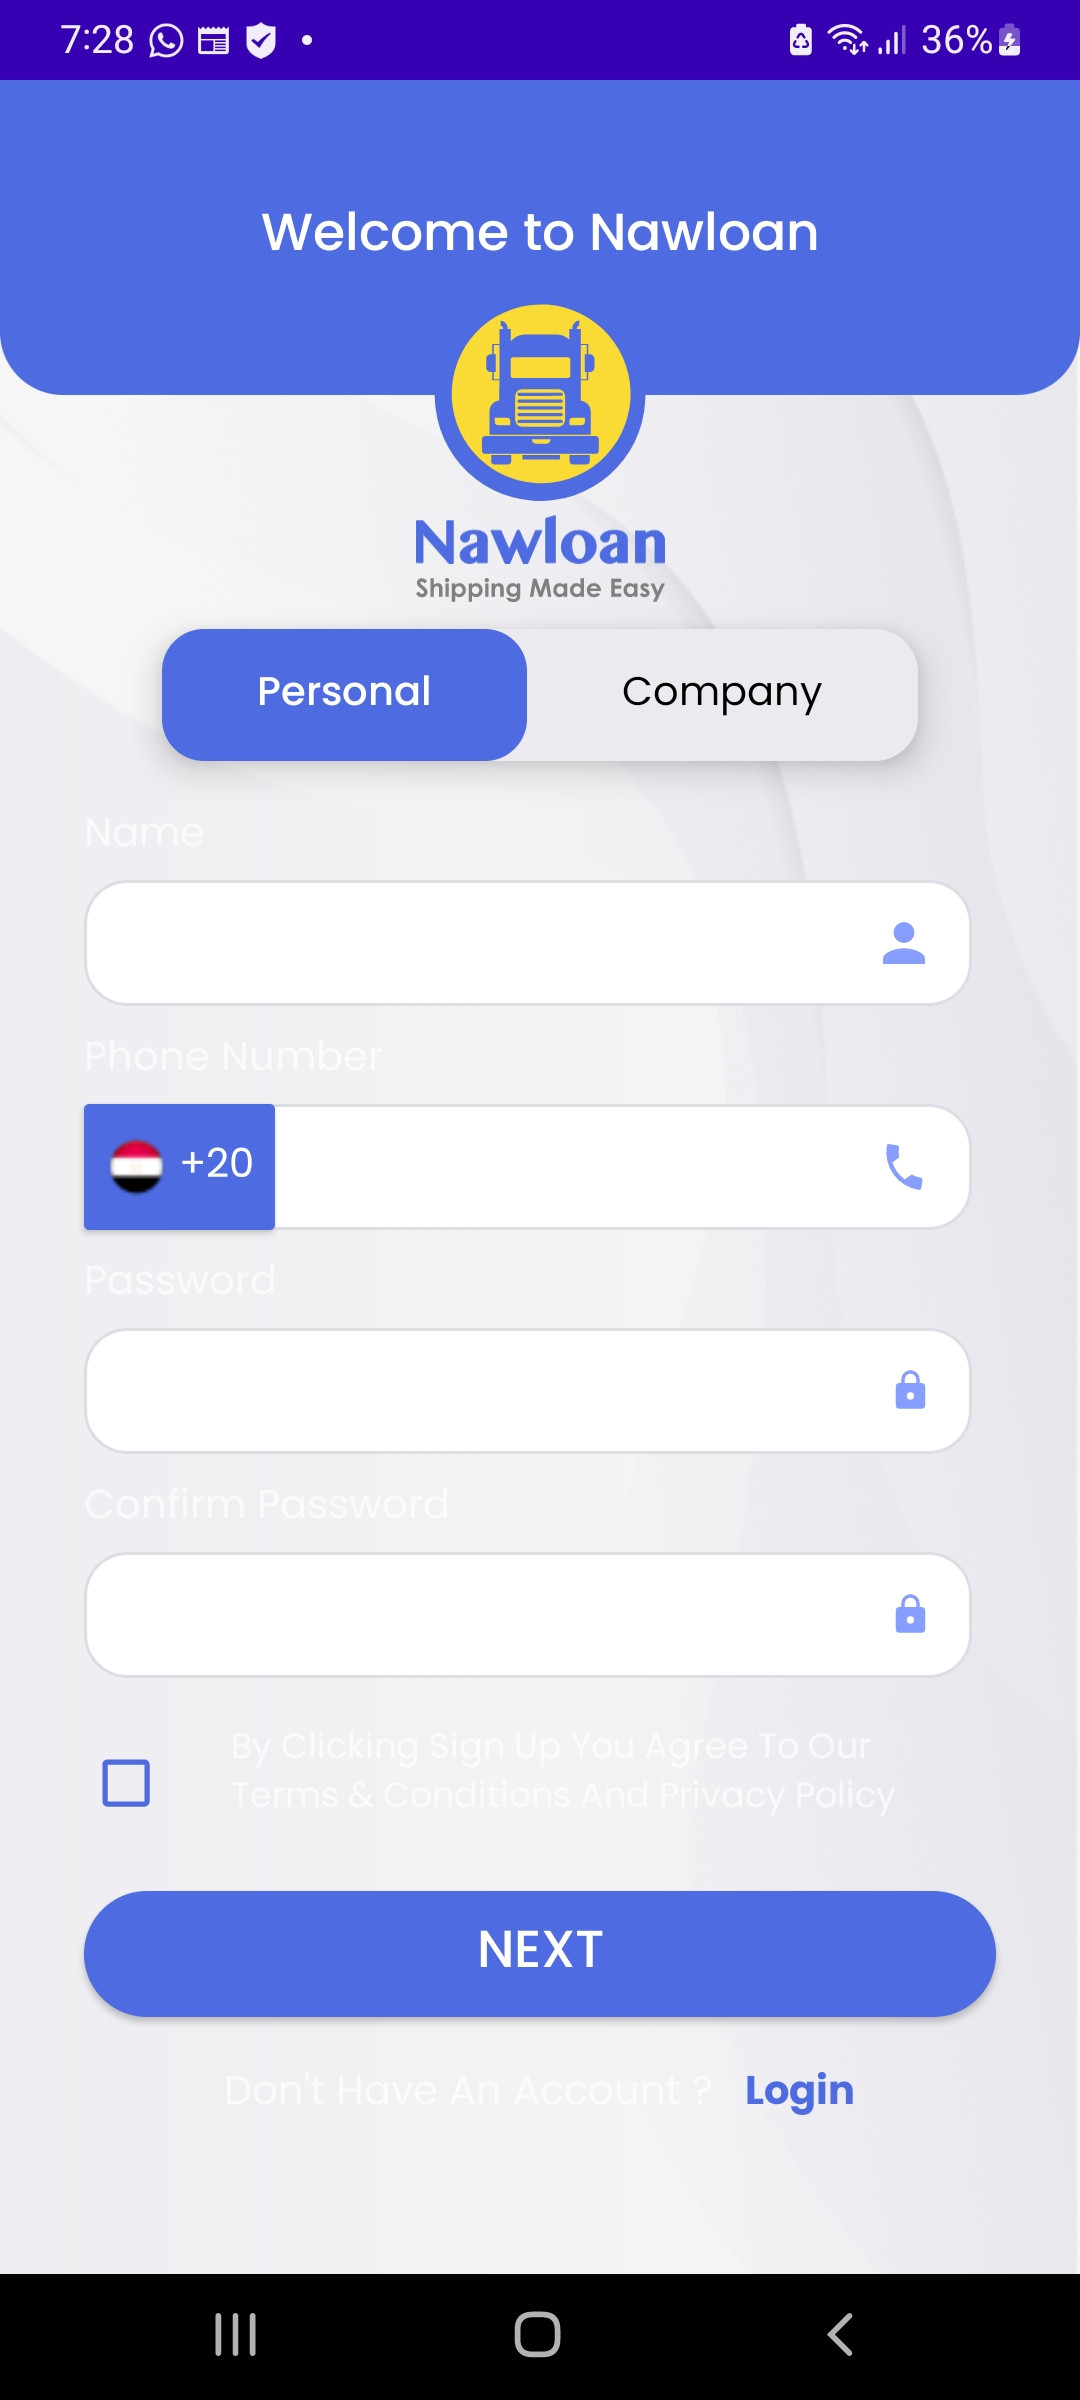 7:28
36%
Welcome to Nawloan
Nawloan
Shipping Made Easy
Personal
Company
Name
Phone Number
+20
Password
Confirm Password
By Clicking Sign Up You Agree To Our
Terms & Conditions And Privacy Policy
NEXT
Don't Have An Account ? Login